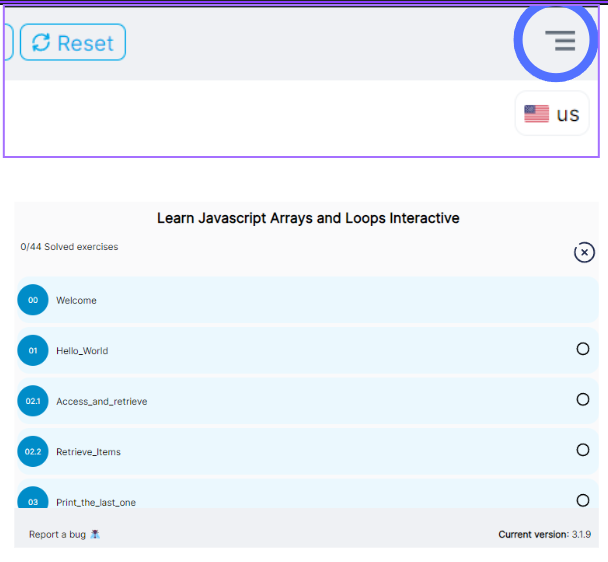 Reset
us
Learn Javascript Arrays and Loops Interactive
0/44 Solved exercises
00 Welcome
01 Hello_World
02.1 Access_and_retrieve
02.2 Retrieve_Items
03 Print_the_last_one
Report a bug Current version: 3.1.9